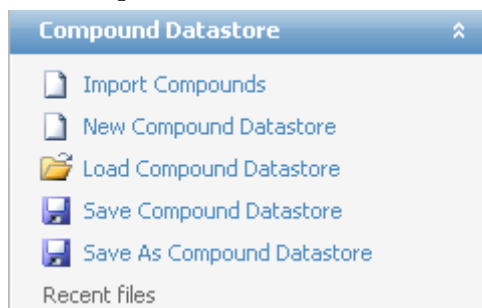 Compound Datastore
Import Compounds
New Compound Datastore
Load Compound Datastore
Save Compound Datastore
Save As Compound Datastore
Recent files